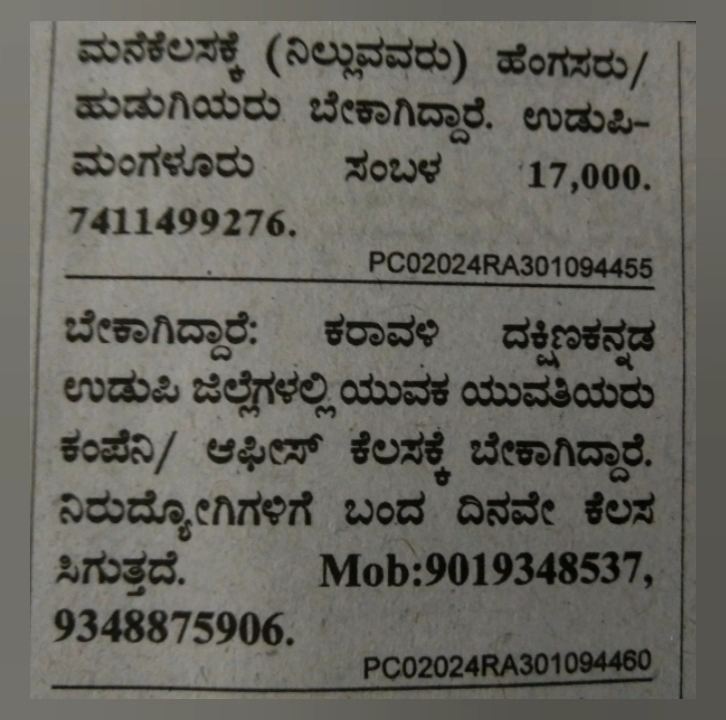 ಮನೆಕೆಲಸಕ್ಕೆ (ನಿಲ್ಲುವವರು) ಹೆಂಗಸರು/
ಹುಡುಗಿಯರು ಬೇಕಾಗಿದ್ದಾರೆ. ಉಡುಪಿ-
ಮಂಗಳೂರು ಸಂಬಳ 17,000.
7411499276.
PC02024RA301094455
ಬೇಕಾಗಿದ್ದಾರೆ: ಕರಾವಳಿ ದಕ್ಷಿಣಕನ್ನಡ
ಉಡುಪಿ ಜಿಲ್ಲೆಗಳಲ್ಲಿ ಯುವಕ ಯುವತಿಯರು
ಕಂಪೆನಿ/ ಆಫೀಸ್ ಕೆಲಸಕ್ಕೆ ಬೇಕಾಗಿದ್ದಾರೆ.
ನಿರುದ್ಯೋಗಿಗಳಿಗೆ ಬಂದ ದಿನವೇ ಕೆಲಸ
ಸಿಗುತ್ತದೆ. Mob:9019348537,
9348875906.
PC02024RA301094460